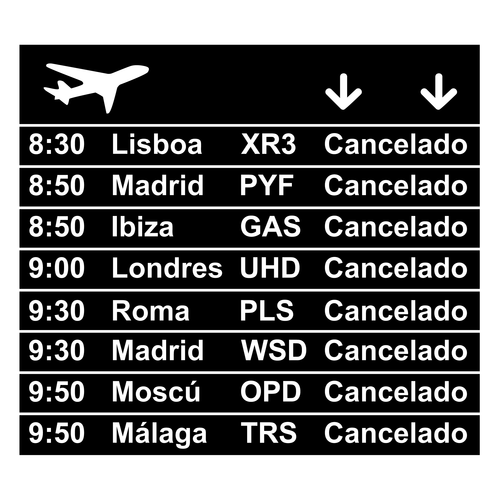 8:30 Lisboa XR3 Cancelado
8:50 Madrid PYF Cancelado
8:50 Ibiza GAS Cancelado
9:00 Londres UHD Cancelado
9:30 Roma PLS Cancelado
9:30 Madrid WSD Cancelado
9:50 Moscú OPD Cancelado
9:50 Málaga TRS Cancelado